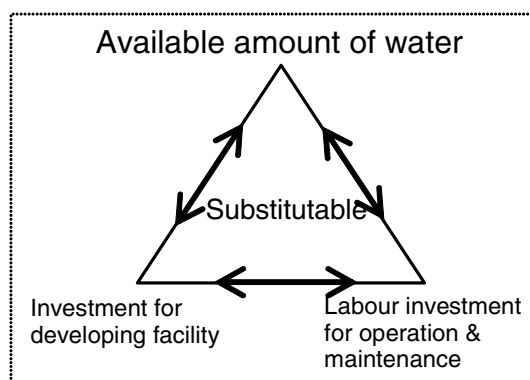 Available amount of water
Substitutable
Investment for
developing facility
Labour investment
for operation &
maintenance